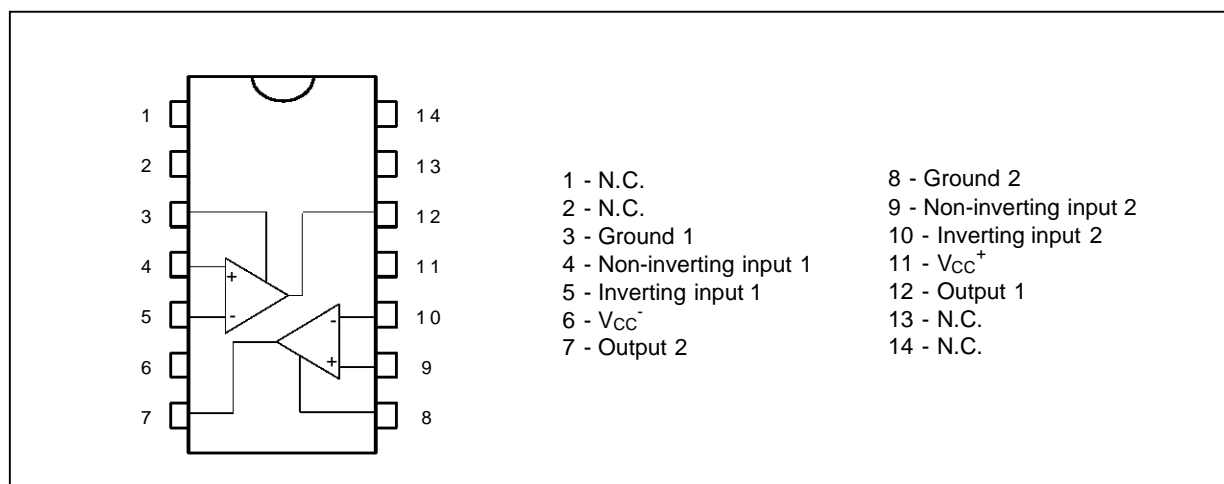 1
2
3
4
5
6
7
14
13
12
11
10
9
8
+
-
-
+
1 - N.C.
2 - N.C.
3 - Ground 1
4 - Non-inverting input 1
5 - Inverting input 1
6 - VCC-
7 - Output 2
8 - Ground 2
9 - Non-inverting input 2
10 - Inverting input 2
11 - VCC+
12 - Output 1
13 - N.C.
14 - N.C.